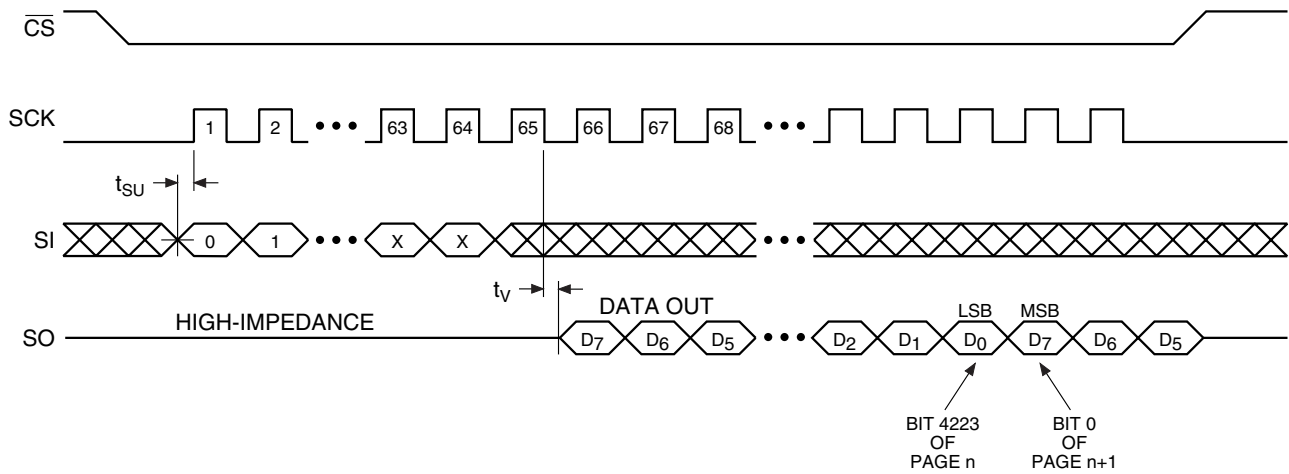 CS
SCK
1 2 63 64 65 66 67 68
tSU
SI
0 1 X X
tV
DATA OUT
HIGH-IMPEDANCE
LSB MSB
SO
D7 D6 D5 D2 D1 D0 D7 D6 D5
BIT 4223
OF
PAGE n
BIT 0
OF
PAGE n+1